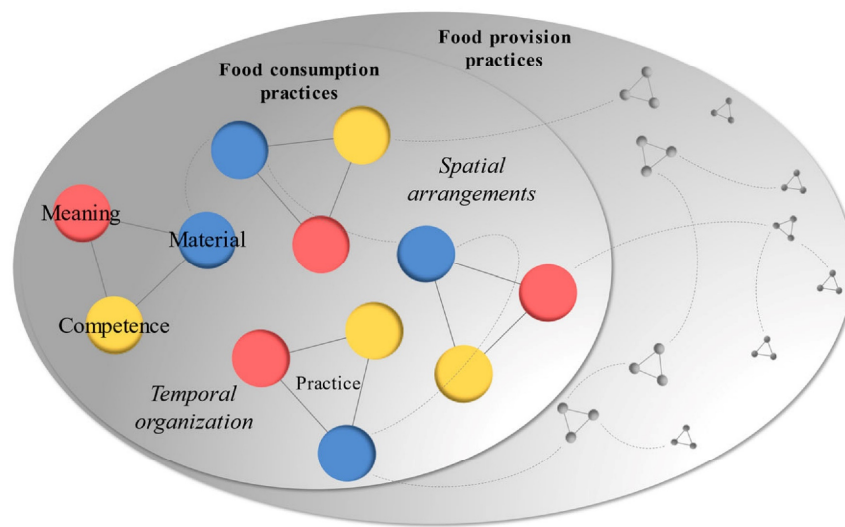 Food provision
practices
Food consumption
practices
Spatial
arrangements
Meaning
Material
Competence
Practice
Temporal
organization